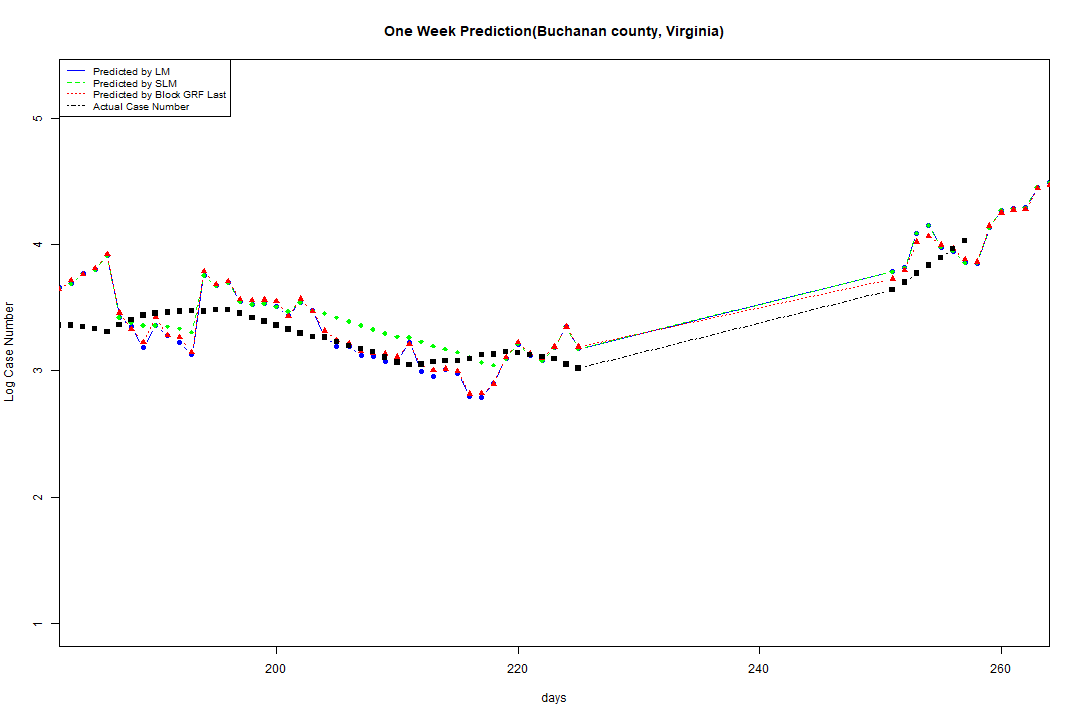 One Week Prediction(Buchanan county, Virginia)
Predicted by LM
Predicted by SLM
Predicted by Block GRF Last
Actual Case Number
5
4
3
2
1
Log Case Number
200
220
240
260
days